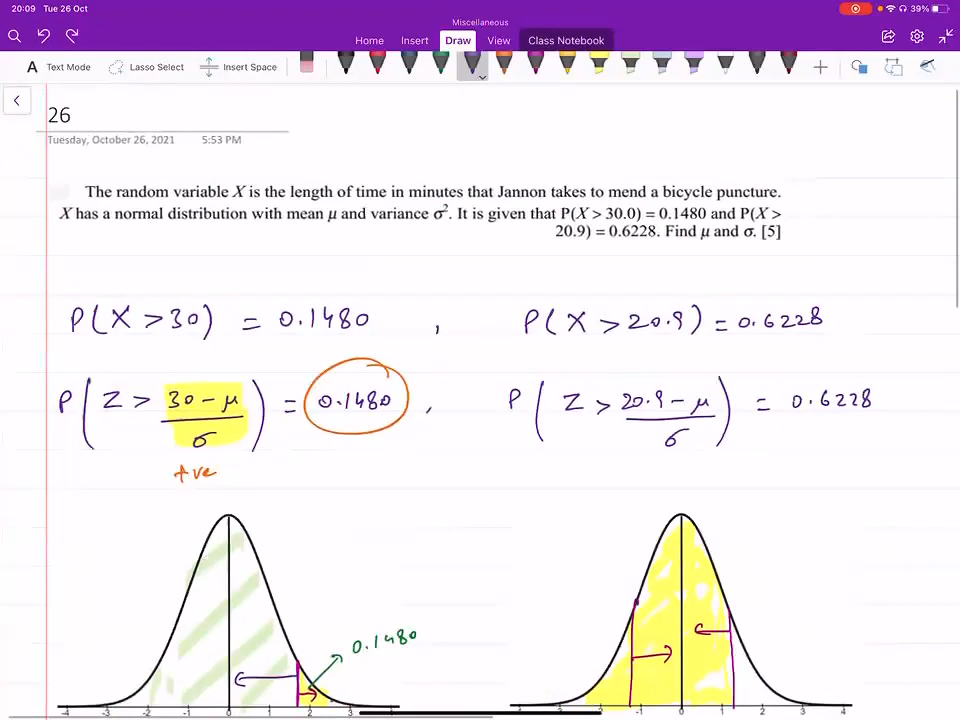 20:09 Tue 26 Oct 39%
Miscellaneous
Home Insert Draw View Class Notebook
A Text Mode Lasso Select Insert Space
26
Tuesday, October 26, 2021 5:53 PM
The random variable X is the length of time in minutes that Jannon takes to mend a bicycle puncture.
X has a normal distribution with mean μ and variance σ². It is given that P(X > 30.0) = 0.1480 and P(X >
20.9) = 0.6228. Find μ and σ. [5]
P(X > 30) = 0.1480 , P(X > 20.9) = 0.6228
P(Z > (30 - μ)/σ) = 0.1480 , P(Z > (20.9 - μ)/σ) = 0.6228
+ve
0.1480
-4 -3 -2 -1 0 1 2 3 4
-4 -3 -2 -1 0 1 2 3 4